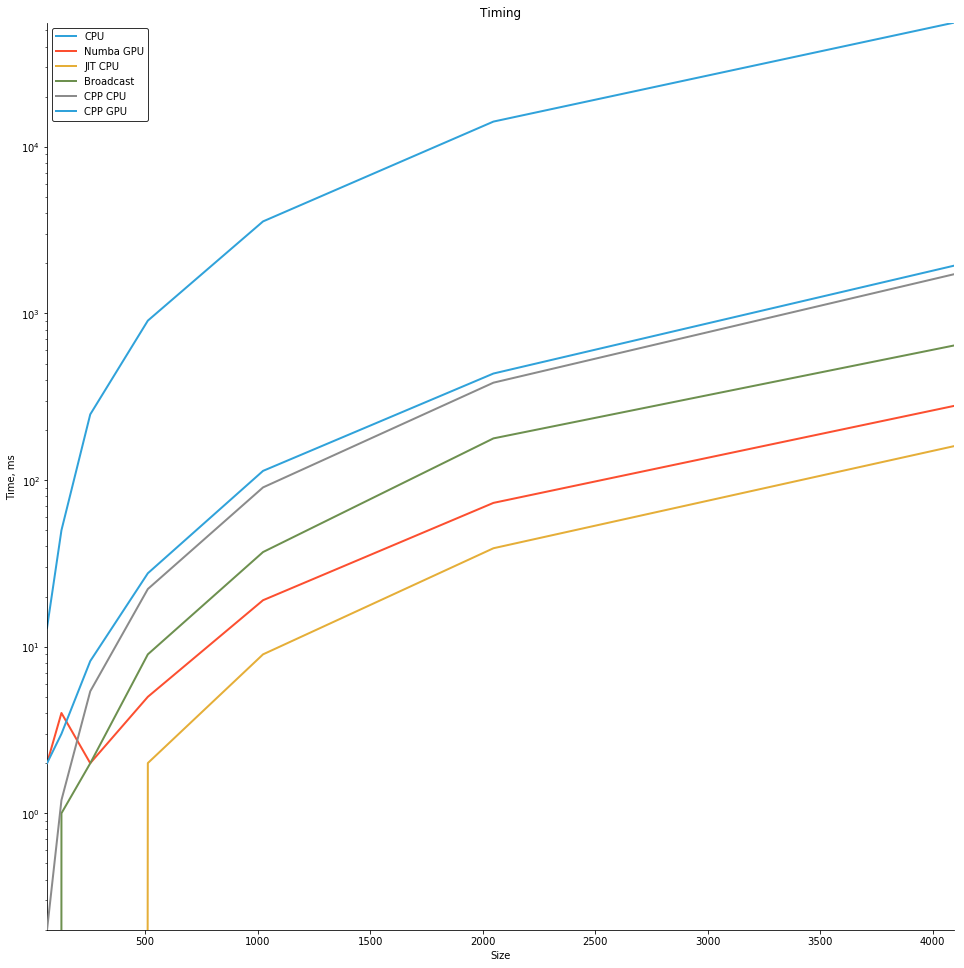 Timing
CPU
Numba GPU
JIT CPU
Broadcast
CPP CPU
CPP GPU
Time, ms
10^4
10^3
10^2
10^1
10^0
500 1000 1500 2000 2500 3000 3500 4000
Size